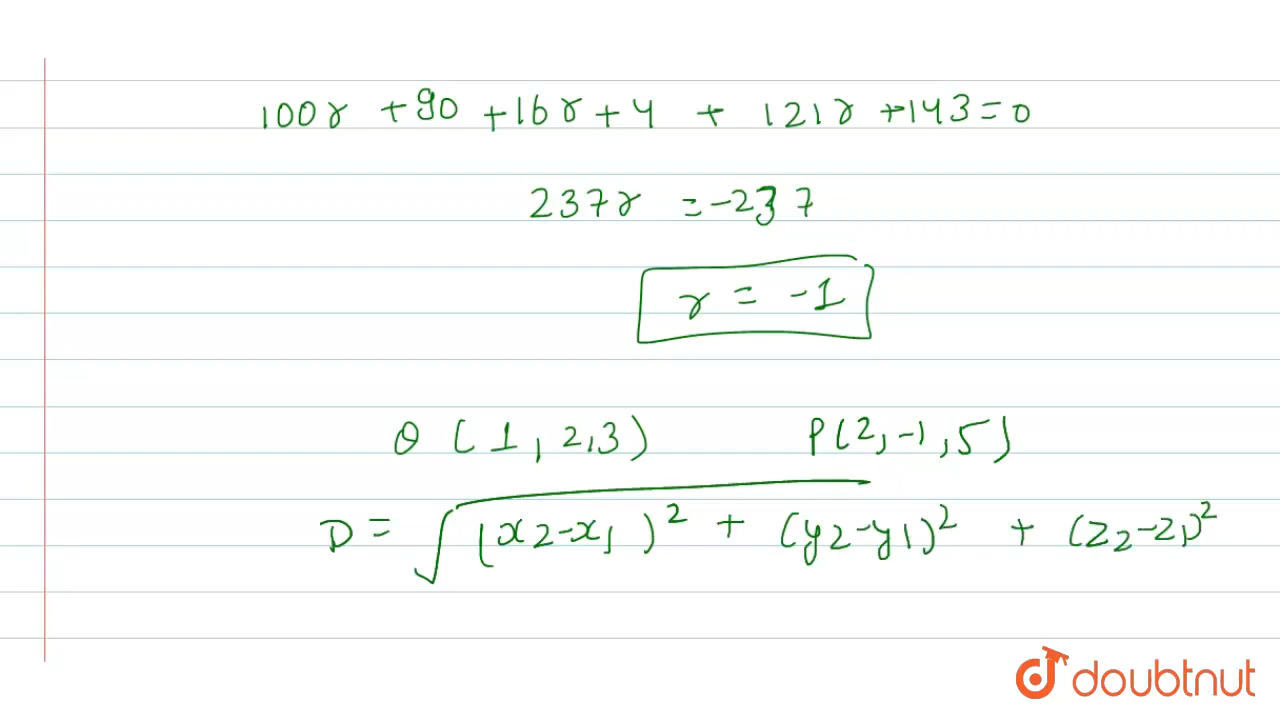 100r + 90 + 16r + 4 + 121r + 143 = 0
237r = -237
r = -1
Q (1, 2, 3) P(2, -1, 5)
D = √(x2-x1)² + (y2-y1)² + (z2-z1)²
doubtnut